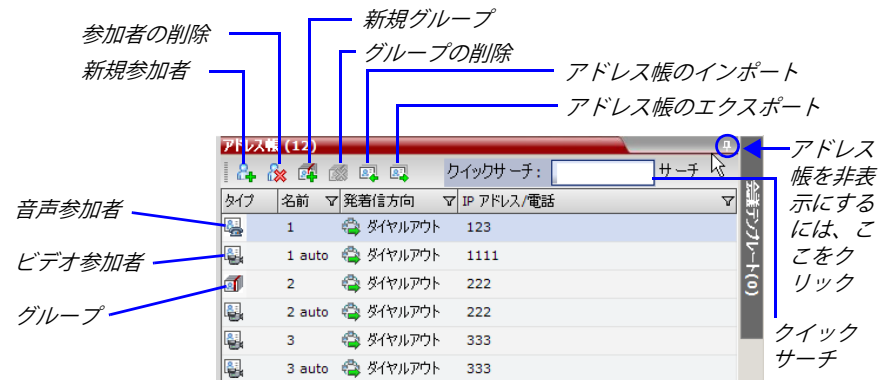 新規グループ
参加者の削除
グループの削除
新規参加者
アドレス帳のインポート
アドレス帳のエクスポート
アドレス帳 (12)
クイックサーチ:
サーチ
アドレス
帳を非表
示にする
には、こ
こをク
リック
タイプ 名前 発着信方向 IP アドレス/電話
音声参加者
1 ダイヤルアウト 123
ビデオ参加者
1 auto ダイヤルアウト 1111
グループ
2 ダイヤルアウト 222
2 auto ダイヤルアウト 222
3 ダイヤルアウト 333
3 auto ダイヤルアウト 333
会議テンプレート(0)
クイック
サーチ